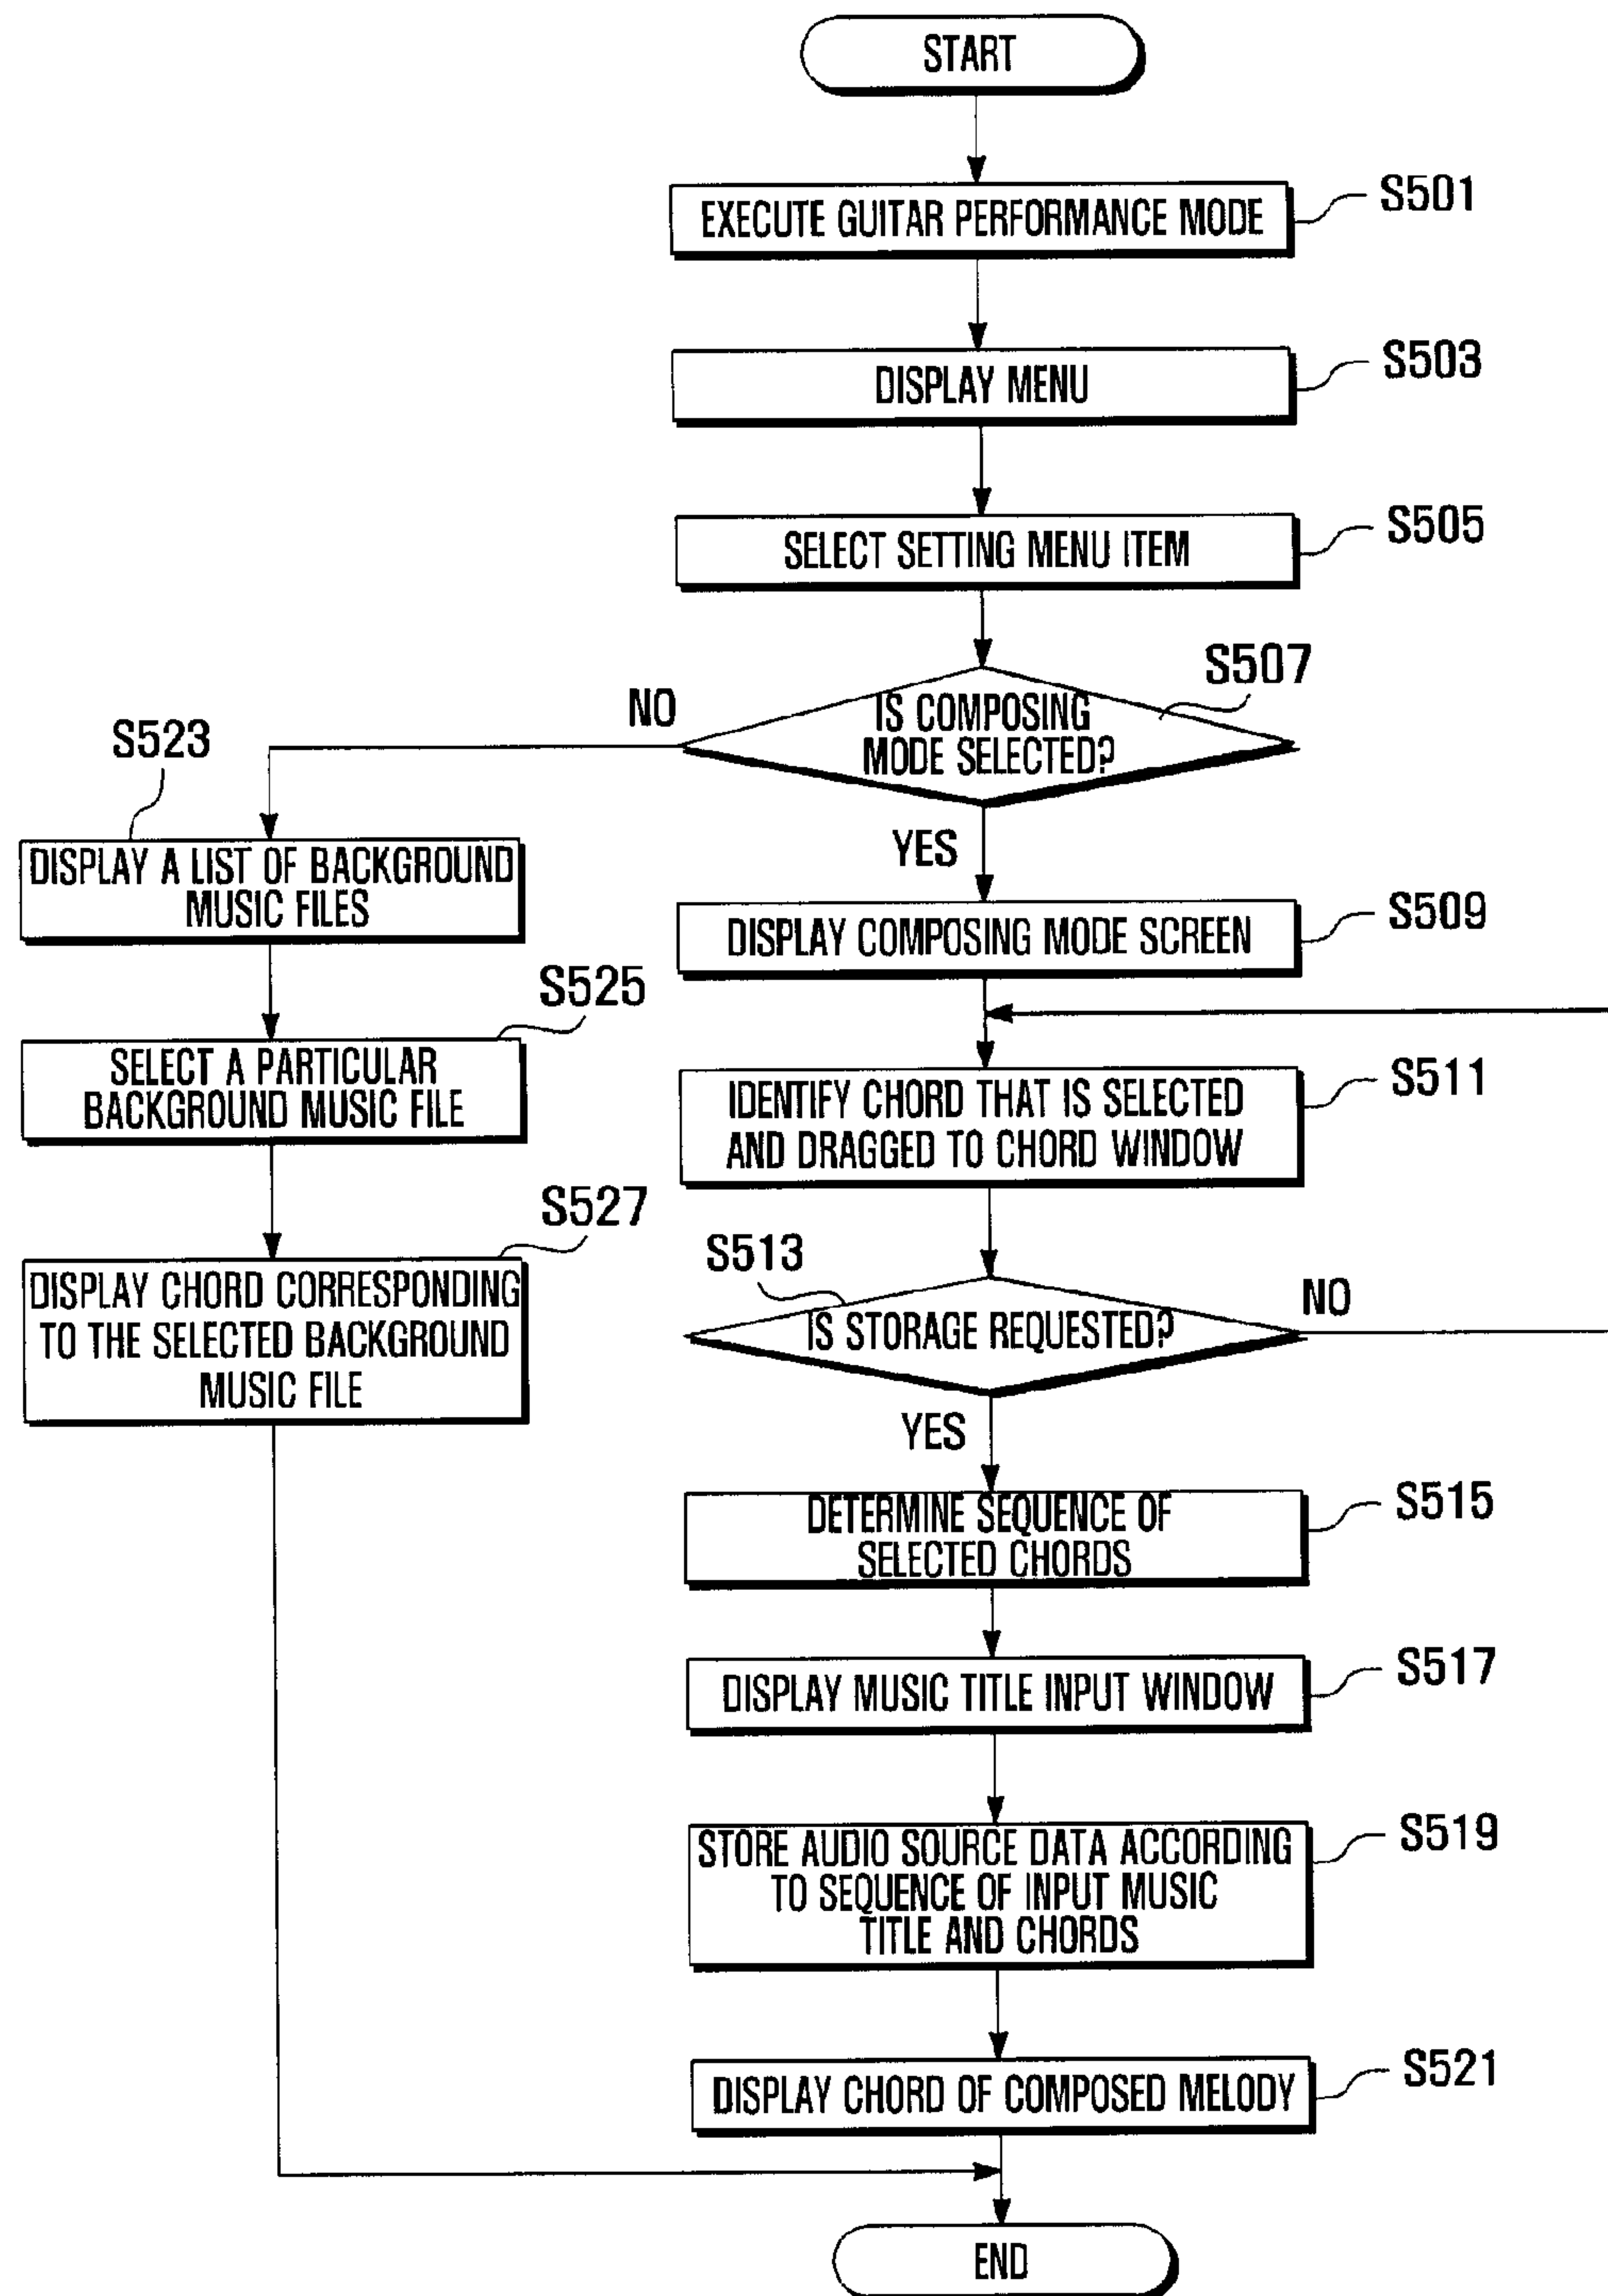 START
EXECUTE GUITAR PERFORMANCE MODE
S501
DISPLAY MENU
S503
SELECT SETTING MENU ITEM
S505
IS COMPOSING
MODE SELECTED?
S507
NO
YES
S523
DISPLAY A LIST OF BACKGROUND
MUSIC FILES
S525
SELECT A PARTICULAR
BACKGROUND MUSIC FILE
S527
DISPLAY CHORD CORRESPONDING
TO THE SELECTED BACKGROUND
MUSIC FILE
DISPLAY COMPOSING MODE SCREEN
S509
IDENTIFY CHORD THAT IS SELECTED
AND DRAGGED TO CHORD WINDOW
S511
S513
IS STORAGE REQUESTED?
NO
YES
DETERMINE SEQUENCE OF
SELECTED CHORDS
S515
DISPLAY MUSIC TITLE INPUT WINDOW
S517
STORE AUDIO SOURCE DATA ACCORDING
TO SEQUENCE OF INPUT MUSIC
TITLE AND CHORDS
S519
DISPLAY CHORD OF COMPOSED MELODY
S521
END